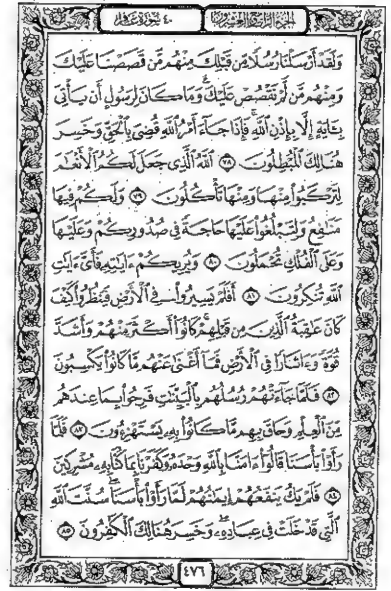 الجزء الرابع والعشرون
٤٠ سورة غافر
وَلَقَدْ أَرْسَلْنَا رُسُلًا مِّن قَبْلِكَ مِنْهُم مَّن قَصَصْنَا عَلَيْكَ
وَمِنْهُم مَّن لَّمْ نَقْصُصْ عَلَيْكَ ۗ وَمَا كَانَ لِرَسُولٍ أَن يَأْتِىَ
بِـَٔايَةٍ إِلَّا بِإِذْنِ ٱللَّهِ ۚ فَإِذَا جَآءَ أَمْرُ ٱللَّهِ قُضِىَ بِٱلْحَقِّ وَخَسِرَ
هُنَالِكَ ٱلْمُبْطِلُونَ ٧٨ ٱللَّهُ ٱلَّذِى جَعَلَ لَكُمُ ٱلْأَنْعَٰمَ
لِتَرْكَبُوا۟ مِنْهَا وَمِنْهَا تَأْكُلُونَ ٧٩ وَلَكُمْ فِيهَا
مَنَٰفِعُ وَلِتَبْلُغُوا۟ عَلَيْهَا حَاجَةً فِى صُدُورِكُمْ وَعَلَيْهَا
وَعَلَى ٱلْفُلْكِ تُحْمَلُونَ ٨٠ وَيُرِيكُمْ ءَايَٰتِهِۦ فَأَىَّ ءَايَٰتِ
ٱللَّهِ تُنكِرُونَ ٨١ أَفَلَمْ يَسِيرُوا۟ فِى ٱلْأَرْضِ فَيَنظُرُوا۟ كَيْفَ
كَانَ عَٰقِبَةُ ٱلَّذِينَ مِن قَبْلِهِمْ ۚ كَانُوٓا۟ أَكْثَرَ مِنْهُمْ وَأَشَدَّ
قُوَّةً وَءَاثَارًا فِى ٱلْأَرْضِ فَمَآ أَغْنَىٰ عَنْهُم مَّا كَانُوا۟ يَكْسِبُونَ
٨٢ فَلَمَّا جَآءَتْهُمْ رُسُلُهُم بِٱلْبَيِّنَٰتِ فَرِحُوا۟ بِمَا عِندَهُم
مِّنَ ٱلْعِلْمِ وَحَاقَ بِهِم مَّا كَانُوا۟ بِهِۦ يَسْتَهْزِءُونَ ٨٣ فَلَمَّا
رَأَوْا۟ بَأْسَنَا قَالُوٓا۟ ءَامَنَّا بِٱللَّهِ وَحْدَهُۥ وَكَفَرْنَا بِمَا كُنَّا بِهِۦ مُشْرِكِينَ
٨٤ فَلَمْ يَكُ يَنفَعُهُمْ إِيمَٰنُهُمْ لَمَّا رَأَوْا۟ بَأْسَنَا ۖ سُنَّتَ ٱللَّهِ
ٱلَّتِى قَدْ خَلَتْ فِى عِبَادِهِۦ ۖ وَخَسِرَ هُنَالِكَ ٱلْكَٰفِرُونَ ٨٥
٤٧٦